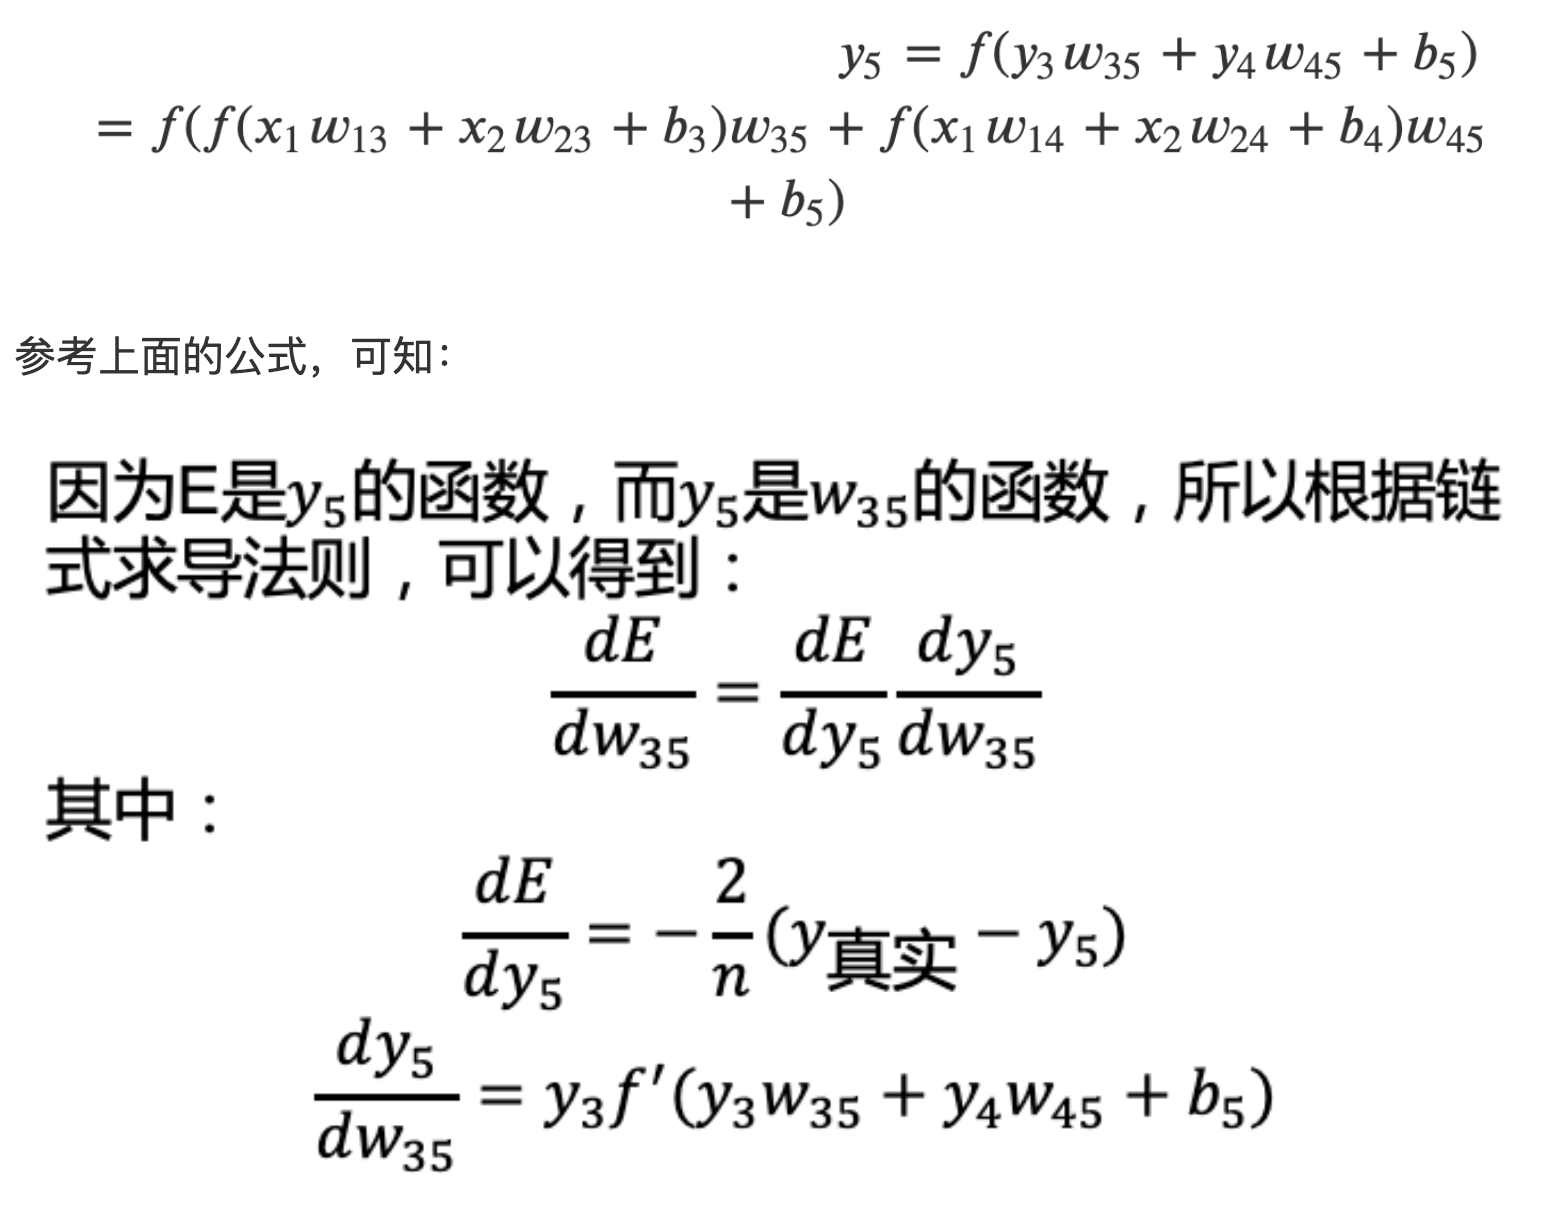 y₅ = f(y₃w₃₅ + y₄w₄₅ + b₅)
= f(f(x₁w₁₃ + x₂w₂₃ + b₃)w₃₅ + f(x₁w₁₄ + x₂w₂₄ + b₄)w₄₅
+ b₅)
参考上面的公式，可知：
因为E是y₅的函数，而y₅是w₃₅的函数，所以根据链
式求导法则，可以得到：
dE/dw₃₅ = dE/dy₅ dy₅/dw₃₅
其中：
dE/dy₅ = −2/n(y真实 − y₅)
dy₅/dw₃₅ = y₃f′(y₃w₃₅ + y₄w₄₅ + b₅)